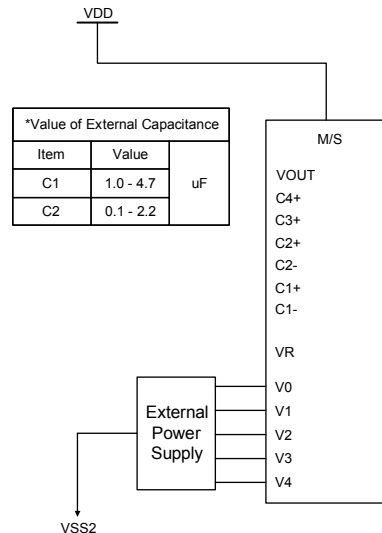 VDD
*Value of External Capacitance
Item Value
C1 1.0 - 4.7 uF
C2 0.1 - 2.2
M/S
VOUT
C4+
C3+
C2+
C2-
C1+
C1-
VR
V0
V1
V2
V3
V4
External
Power
Supply
VSS2